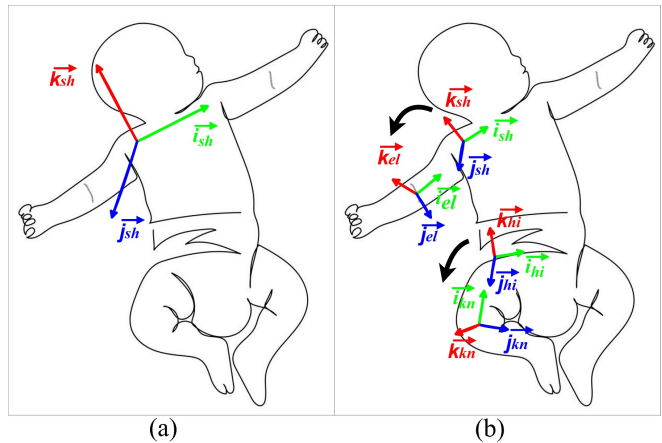 k_sh
i_sh
j_sh
k_sh
i_sh
k_el
j_sh
i_el
j_el
k_hi
i_hi
j_hi
i_kn
j_kn
k_kn
(a)
(b)